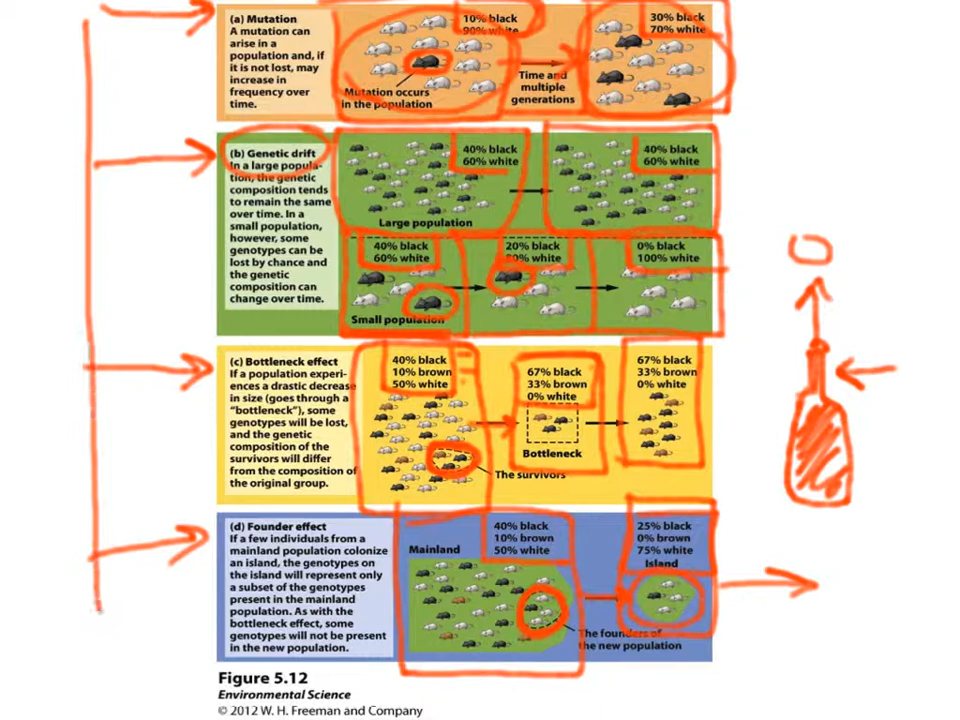 (a) Mutation
A mutation can
arise in a
population and, if
it is not lost, may
increase in
frequency over
time.
10% black
90% white
Mutation occurs
in the population
Time and
multiple
generations
30% black
70% white
(b) Genetic drift
In a large popula-
tion, the genetic
composition tends
to remain the same
over time. In a
small population,
however, some
genotypes can be
lost by chance and
the genetic
composition can
change over time.
40% black
60% white
Large population
40% black
60% white
40% black
60% white
Small population
20% black
80% white
0% black
100% white
(c) Bottleneck effect
If a population experi-
ences a drastic decrease
in size (goes through a
“bottleneck”), some
genotypes will be lost,
and the genetic
composition of the
survivors will differ
from the composition of
the original group.
40% black
10% brown
50% white
The survivors
67% black
33% brown
0% white
Bottleneck
67% black
33% brown
0% white
(d) Founder effect
If a few individuals from a
mainland population colonize
an island, the genotypes on
the island will represent only
a subset of the genotypes
present in the mainland
population. As with the
bottleneck effect, some
genotypes will not be present
in the new population.
Mainland
40% black
10% brown
50% white
The founders of
the new population
25% black
0% brown
75% white
Island
Figure 5.12
Environmental Science
© 2012 W. H. Freeman and Company